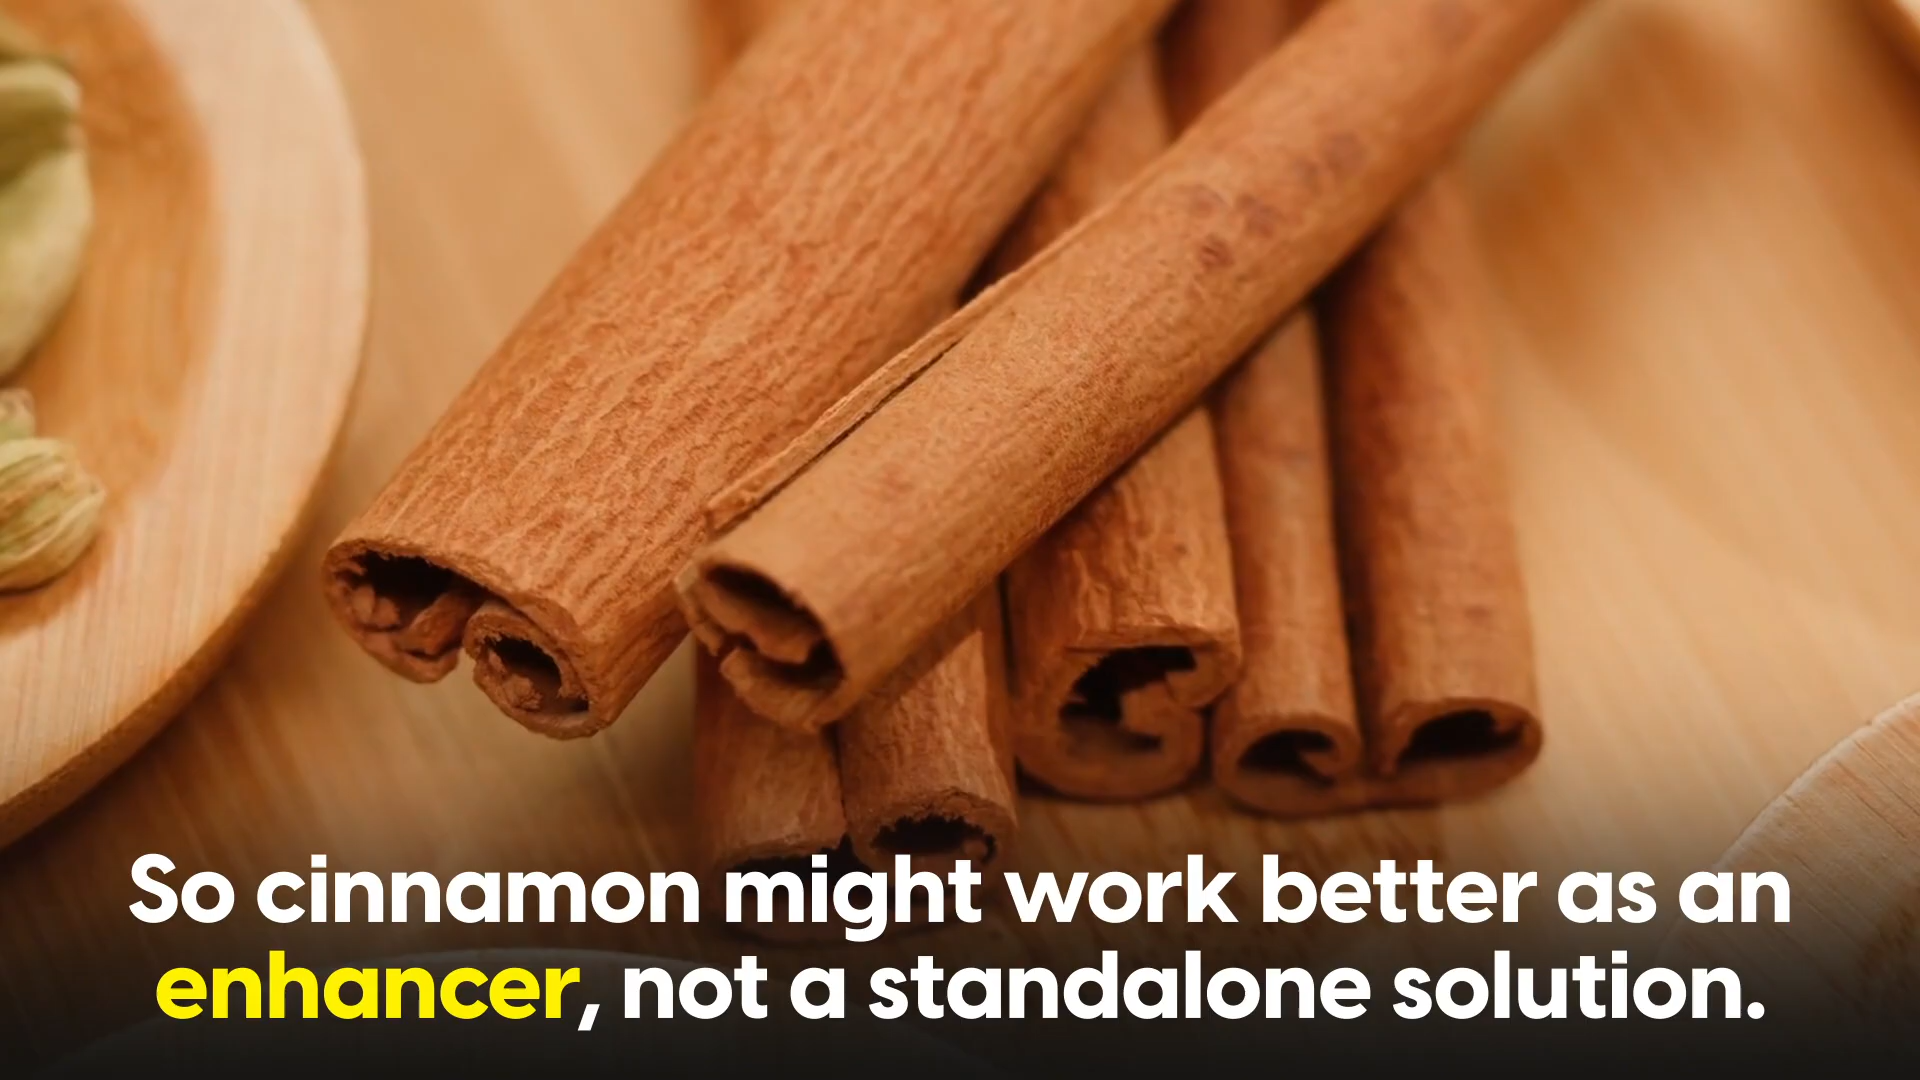 So cinnamon might work better as an
enhancer, not a standalone solution.